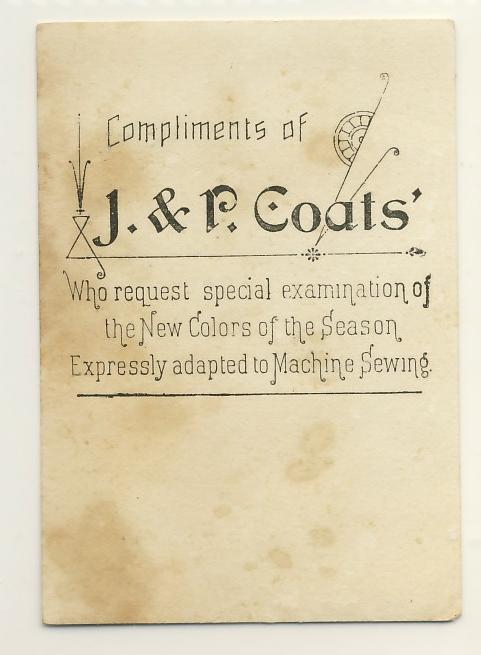 Compliments of
J. & P. Coats'
Who request special examination of
the New Colors of the Season
Expressly adapted to Machine Sewing.